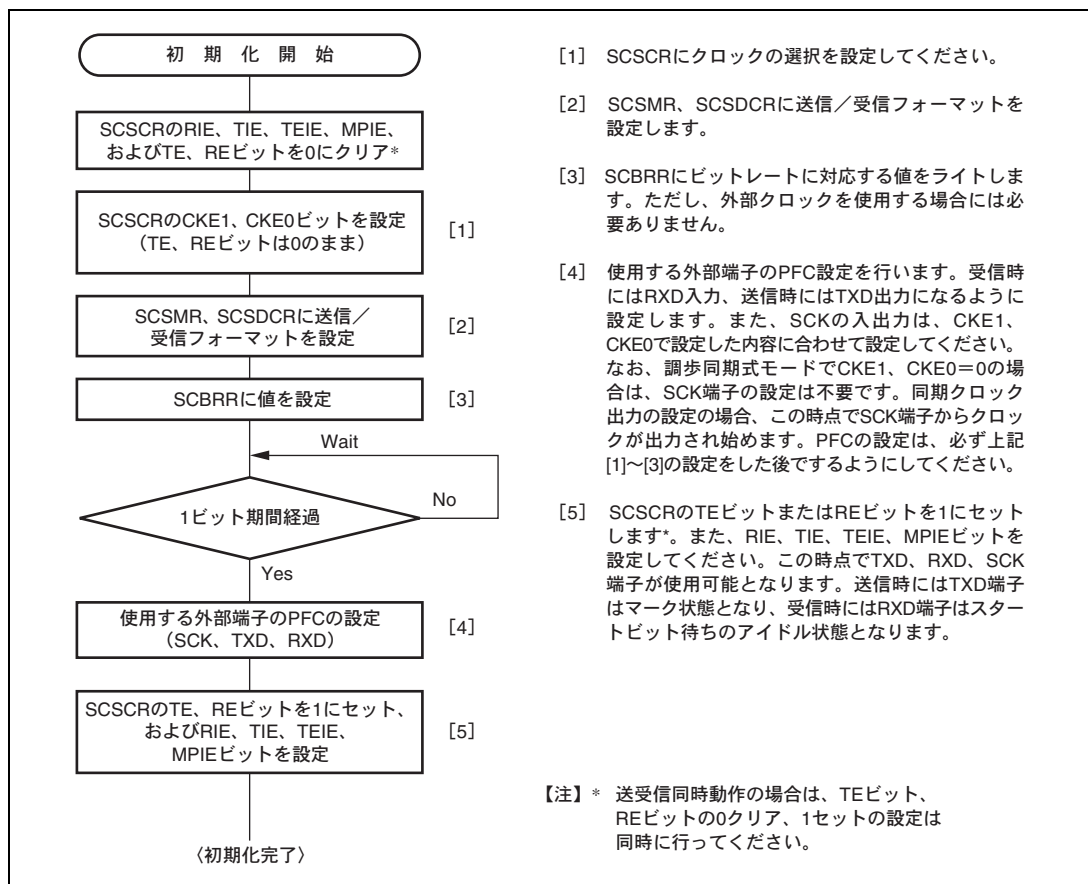 初 期 化 開 始
SCSCRのRIE、TIE、TEIE、MPIE、
およびTE、REビットを0にクリア*
SCSCRのCKE1、CKE0ビットを設定
（TE、REビットは0のまま）
[1]
SCSMR、SCSDCRに送信／
受信フォーマットを設定
[2]
SCBRRに値を設定
[3]
Wait
1ビット期間経過
No
Yes
使用する外部端子のPFCの設定
（SCK、TXD、RXD）
[4]
SCSCRのTE、REビットを1にセット、
およびRIE、TIE、TEIE、
MPIEビットを設定
[5]
〈初期化完了〉
[1] SCSCRにクロックの選択を設定してください。
[2] SCSMR、SCSDCRに送信／受信フォーマットを
設定します。
[3] SCBRRにビットレートに対応する値をライトしま
す。ただし、外部クロックを使用する場合には必
要ありません。
[4] 使用する外部端子のPFC設定を行います。受信時
にはRXD入力、送信時にはTXD出力になるように
設定します。また、SCKの入出力は、CKE1、
CKE0で設定した内容に合わせて設定してください。
なお、調歩同期式モードでCKE1、CKE0＝0の場
合は、SCK端子の設定は不要です。同期クロック
出力の設定の場合、この時点でSCK端子からクロッ
クが出力され始めます。PFCの設定は、必ず上記
[1]～[3]の設定をした後でするようにしてください。
[5] SCSCRのTEビットまたはREビットを1にセット
します*。また、RIE、TIE、TEIE、MPIEビットを
設定してください。この時点でTXD、RXD、SCK
端子が使用可能となります。送信時にはTXD端子
はマーク状態となり、受信時にはRXD端子はスター
トビット待ちのアイドル状態となります。
【注】* 送受信同時動作の場合は、TEビット、
REビットの0クリア、1セットの設定は
同時に行ってください。